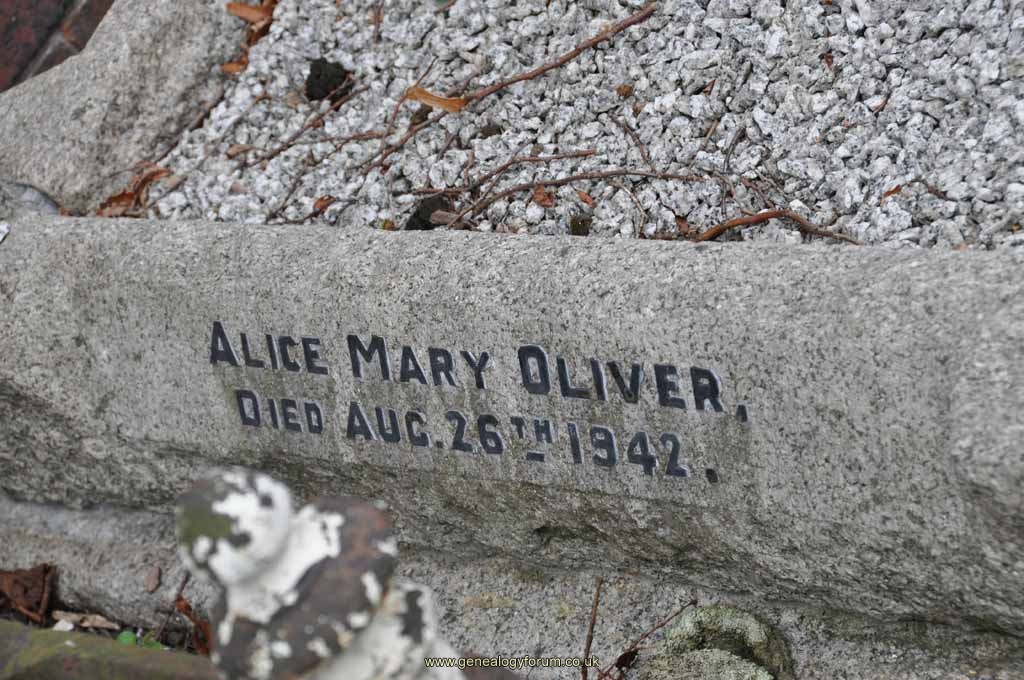 ALICE MARY OLIVER,
DIED AUG. 26TH 1942.
www.genealogyforum.co.uk